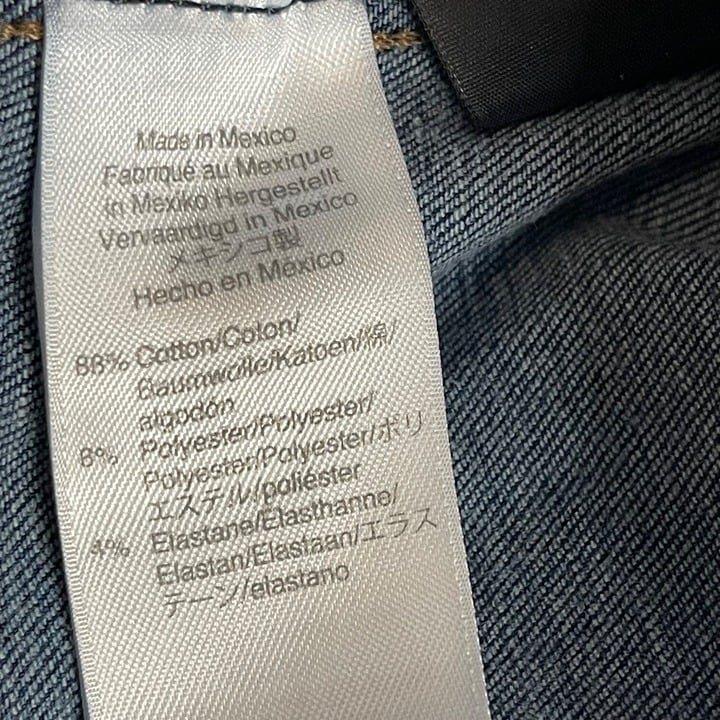 Made in Mexico
Fabriqué au Mexique
in Mexiko Hergestellt
Vervaardigd in Mexico
メキシコ製
Hecho en Mexico
88% Cotton/Coton/
Baumwolle/Katoen/綿/
algodón
8% Polyester/Polyester/
Polyester/Polyester/ポリ
エステル/poliéster
4% Elastane/Elasthanne/
Elastan/Elastaan/エラス
テーン/elastano